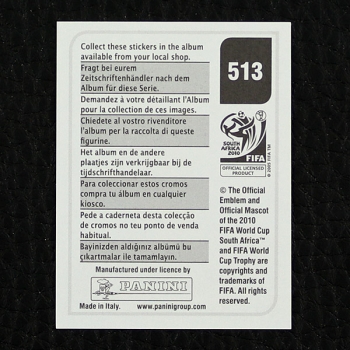 Collect these stickers in the album
available from your local shop.
Fragt bei eurem
Zeitschriftenhändler nach dem
Album für diese Serie.
Demandez à votre détaillant l'Album
pour la collection de ces images.
Chiedete al vostro rivenditore
l'album per la raccolta di queste
figurine.
Het album en de andere
plaatjes zijn verkrijgbaar bij de
tijdschrifthandelaar.
Para coleccionar estos cromos
compra tu álbum en cualquier
kiosco.
Pede a caderneta desta colecção
de cromos no teu ponto de venda
habitual.
Bayinizden aldığınız albümü bu
çıkartmalar ile tamamlayın.
Manufactured under licence by
PANINI
Made in Italy. www.paninigroup.com
513
SOUTH AFRICA
2010
FIFA
OFFICIAL LICENSED
PRODUCT
© The Official
Emblem and
Official Mascot
of the 2010
FIFA World Cup
South Africa™
and FIFA World
Cup Trophy are
copyrights and
trademarks of
FIFA. All rights
reserved.